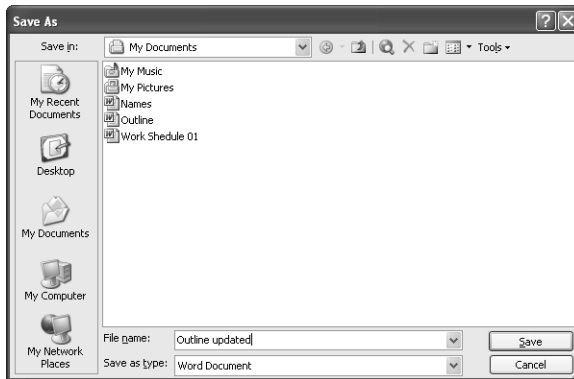 Save As
Save in:
My Documents
Tools
My Music
My Pictures
Names
Outline
Work Shedule 01
My Recent
Documents
Desktop
My Documents
My Computer
My Network
Places
File name:
Outline updated
Save
Save as type:
Word Document
Cancel